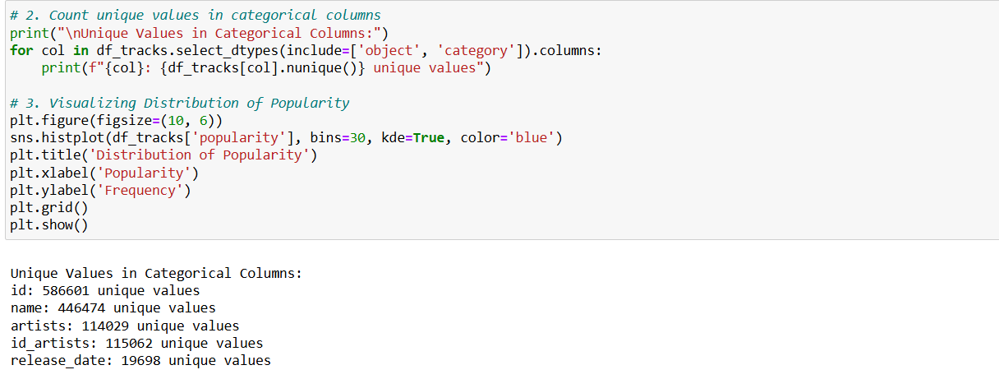 # 2. Count unique values in categorical columns
print("\nUnique Values in Categorical Columns:")
for col in df_tracks.select_dtypes(include=['object', 'category']).columns:
    print(f"{col}: {df_tracks[col].nunique()} unique values")

# 3. Visualizing Distribution of Popularity
plt.figure(figsize=(10, 6))
sns.histplot(df_tracks['popularity'], bins=30, kde=True, color='blue')
plt.title('Distribution of Popularity')
plt.xlabel('Popularity')
plt.ylabel('Frequency')
plt.grid()
plt.show()

Unique Values in Categorical Columns:
id: 586601 unique values
name: 446474 unique values
artists: 114029 unique values
id_artists: 115062 unique values
release_date: 19698 unique values